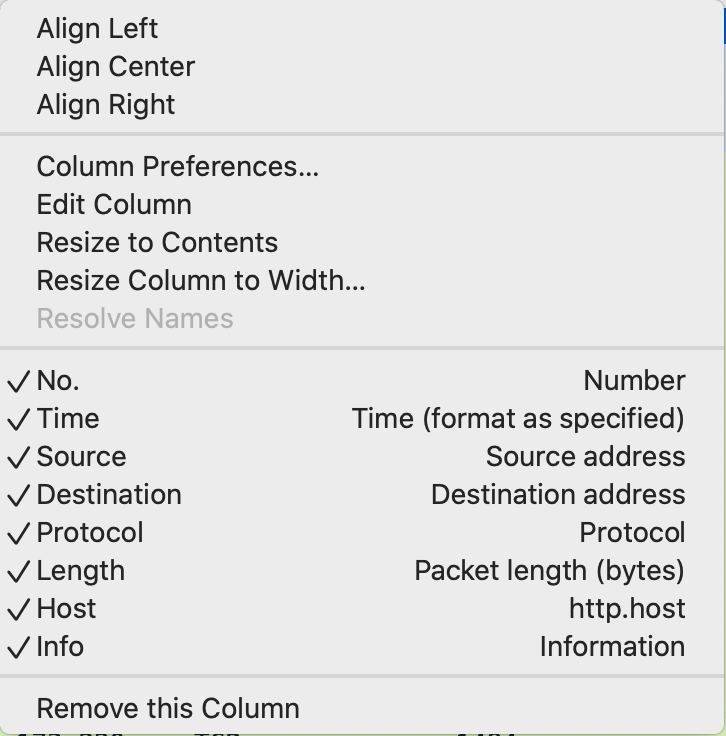 Align Left
Align Center
Align Right
Column Preferences...
Edit Column
Resize to Contents
Resize Column to Width...
Resolve Names
✓ No. Number
✓ Time Time (format as specified)
✓ Source Source address
✓ Destination Destination address
✓ Protocol Protocol
✓ Length Packet length (bytes)
✓ Host http.host
✓ Info Information
Remove this Column